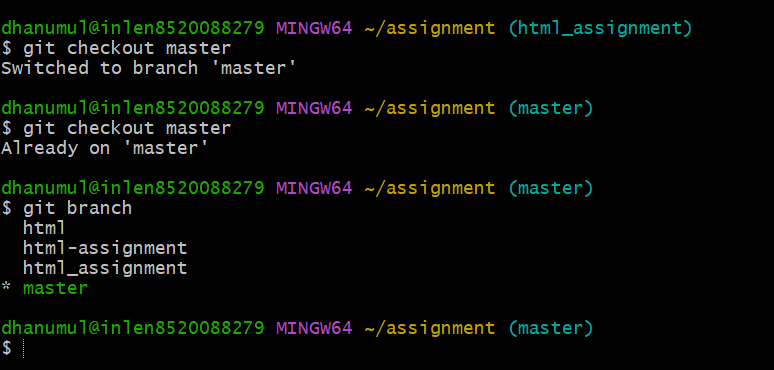 dhanumul@inlen8520088279 MINGW64 ~/assignment (html_assignment)
$ git checkout master
Switched to branch 'master'
dhanumul@inlen8520088279 MINGW64 ~/assignment (master)
$ git checkout master
Already on 'master'
dhanumul@inlen8520088279 MINGW64 ~/assignment (master)
$ git branch
  html
  html-assignment
  html_assignment
* master
dhanumul@inlen8520088279 MINGW64 ~/assignment (master)
$